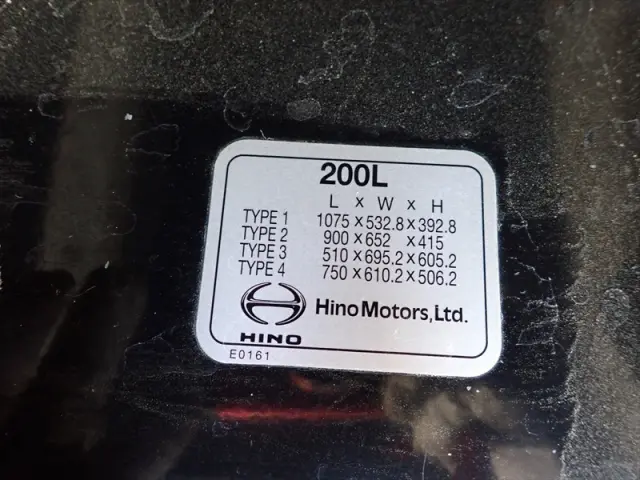 200L
L x W x H
TYPE 1 1075 x 532.8 x 392.8
TYPE 2 900 x 652 x 415
TYPE 3 510 x 695.2 x 605.2
TYPE 4 750 x 610.2 x 506.2
HINO Hino Motors, Ltd.
E0161